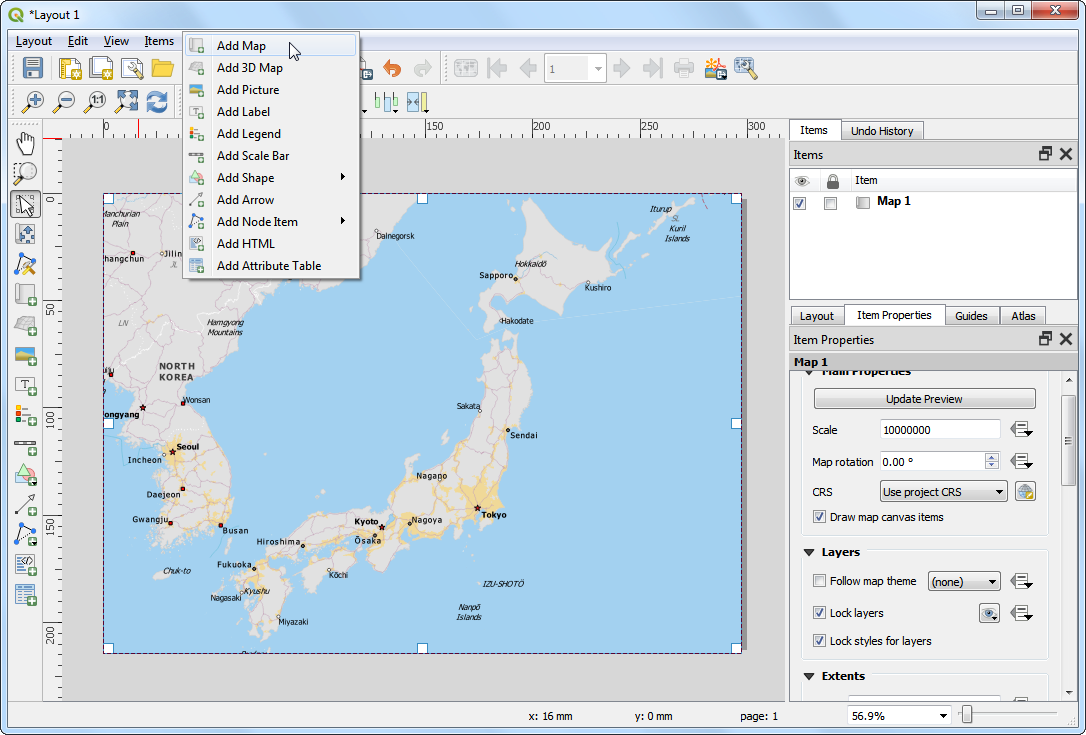 *Layout 1
Layout Edit View Items
Add Map
Add 3D Map
Add Picture
Add Label
Add Legend
Add Scale Bar
Add Shape
Add Arrow
Add Node Item
Add HTML
Add Attribute Table
1:1
1
0 150 200 250 300
0
50
100
150
200
Manchurian
Plain
Jilin
JL
LN
Hamgyong
Mountains
NORTH
KOREA
Wonsan
Seoul
Incheon
Daejeon
Gwangju
Busan
Chuk-to
Dalnegorsk
Iturup
SL
Kuril
Islands
Hokkaidō
Sapporo
Kushiro
Hakodate
Sakata
Sendai
Nagano
Tokyo
Nagoya
Kyoto
Ōsaka
Hiroshima
Fukuoka
Kōchi
Kyushu
Nagasaki
Miyazaki
IZU-SHOTŌ
Nanpō
Islands
Items Undo History
Items
Item
Map 1
Layout Item Properties Guides Atlas
Item Properties
Map 1
Main Properties
Update Preview
Scale 10000000
Map rotation 0.00 °
CRS Use project CRS
Draw map canvas items
Layers
Follow map theme (none)
Lock layers
Lock styles for layers
Extents
x: 16 mm y: 0 mm page: 1 56.9%